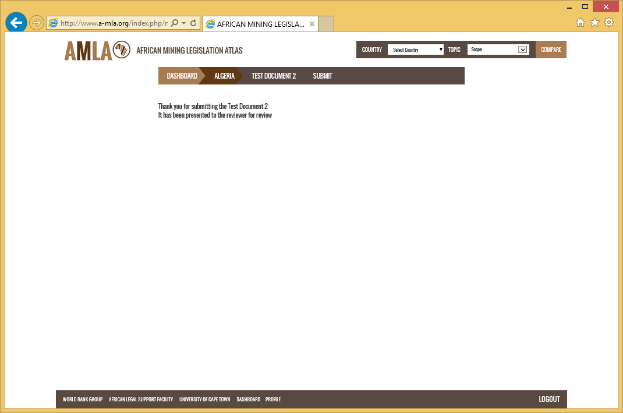 http://www.a-mla.org/index.php/r
AFRICAN MINING LEGISLA...
AMLA AFRICAN MINING LEGISLATION ATLAS
COUNTRY Select Country TOPIC Scope COMPARE
DASHBOARD ALGERIA TEST DOCUMENT 2 SUBMIT
Thank you for submitting the Test Document 2
It has been presented to the reviewer for review
WORLD BANK GROUP AFRICAN LEGAL SUPPORT FACILITY UNIVERSITY OF CAPE TOWN DASHBOARD PROFILE LOGOUT